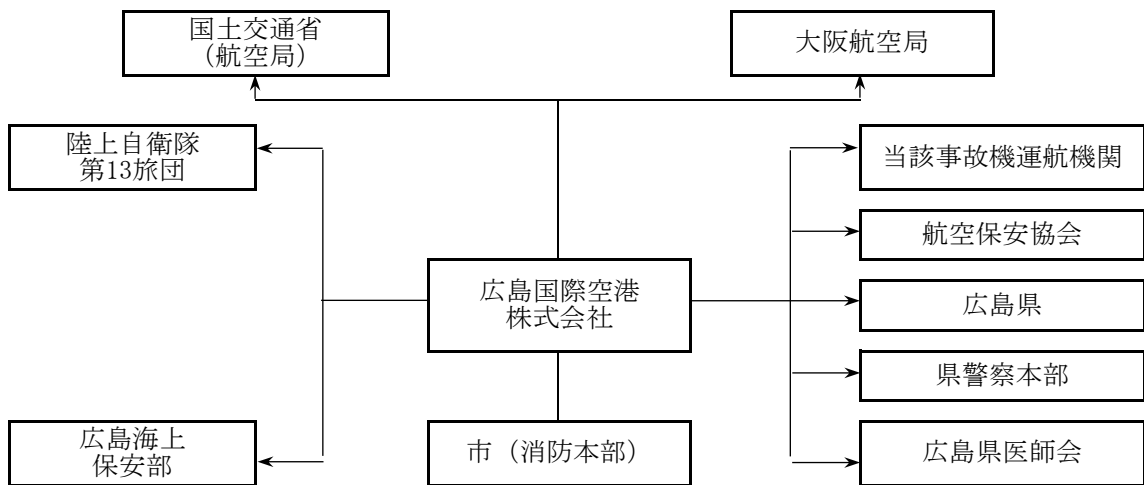 国土交通省
(航空局)
大阪航空局
陸上自衛隊
第13旅団
当該事故機運航機関
航空保安協会
広島国際空港
株式会社
広島県
県警察本部
広島海上
保安部
市（消防本部）
広島県医師会